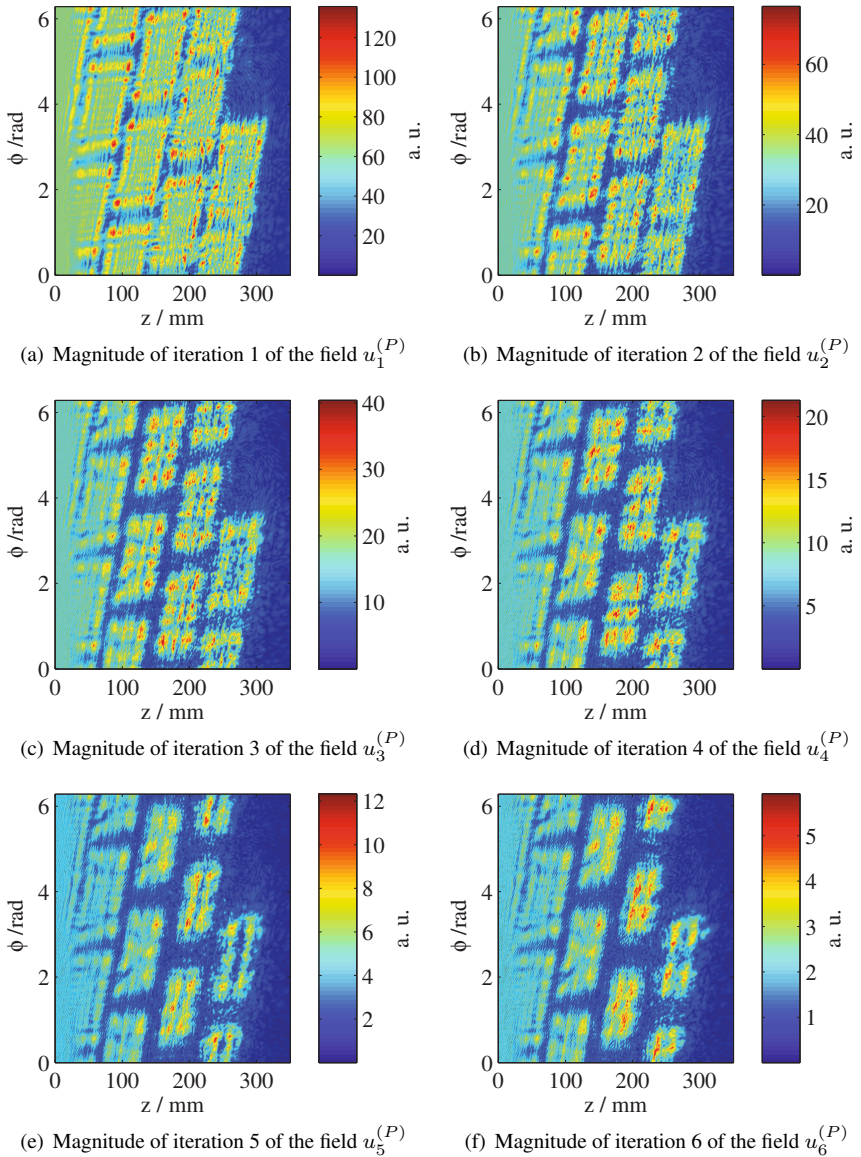 6
4
2
0
ϕ /rad
0 100 200 300
z / mm
120
100
80
60
40
20
a. u.
(a) Magnitude of iteration 1 of the field u_1^{(P)}
6
4
2
0
ϕ /rad
0 100 200 300
z / mm
60
40
20
a. u.
(b) Magnitude of iteration 2 of the field u_2^{(P)}
6
4
2
0
ϕ /rad
0 100 200 300
z / mm
40
30
20
10
a. u.
(c) Magnitude of iteration 3 of the field u_3^{(P)}
6
4
2
0
ϕ /rad
0 100 200 300
z / mm
20
15
10
5
a. u.
(d) Magnitude of iteration 4 of the field u_4^{(P)}
6
4
2
0
ϕ /rad
0 100 200 300
z / mm
12
10
8
6
4
2
a. u.
(e) Magnitude of iteration 5 of the field u_5^{(P)}
6
4
2
0
ϕ /rad
0 100 200 300
z / mm
5
4
3
2
1
a. u.
(f) Magnitude of iteration 6 of the field u_6^{(P)}